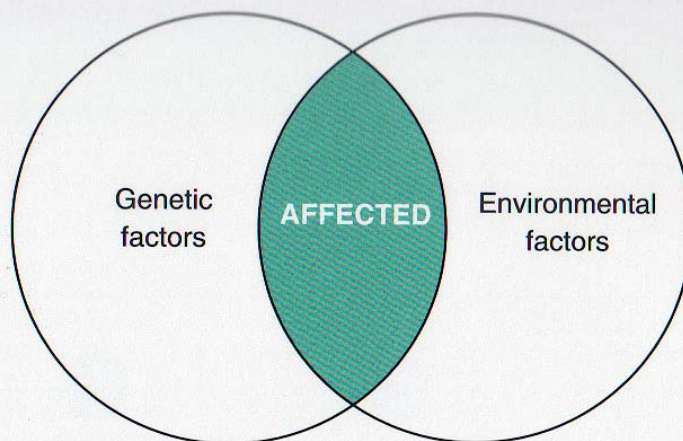 Genetic
factors
AFFECTED
Environmental
factors